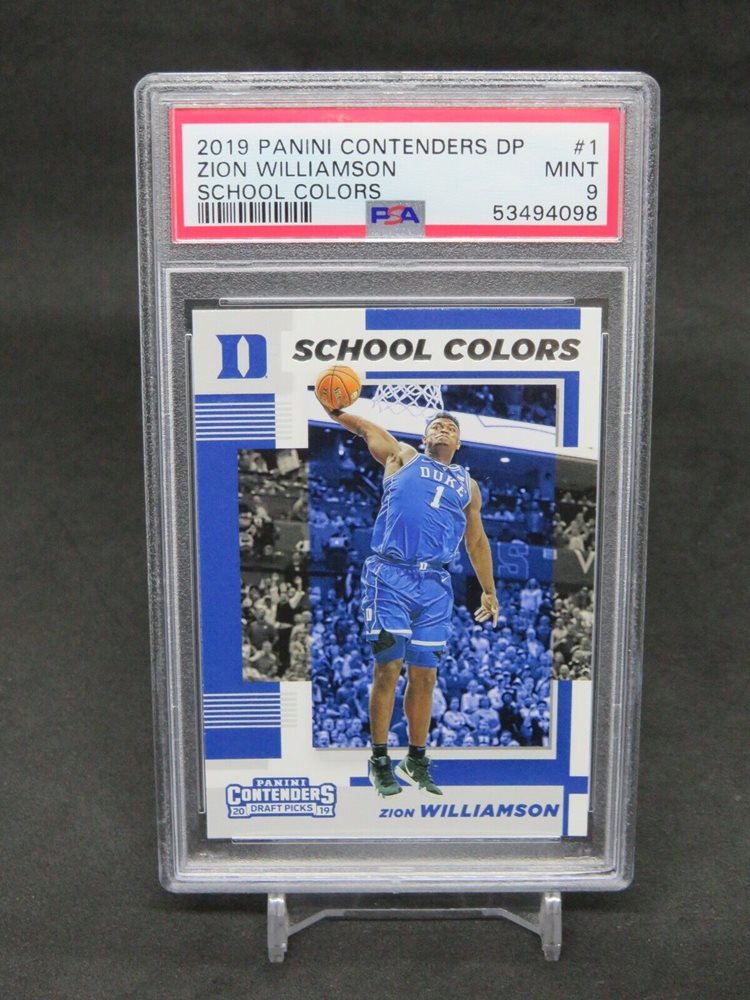 2019 PANINI CONTENDERS DP #1
ZION WILLIAMSON MINT
SCHOOL COLORS 9
PSA 53494098
D SCHOOL COLORS
DUKE
1
D
D
PANINI
CONTENDERS
20 DRAFT PICKS 19
ZION WILLIAMSON